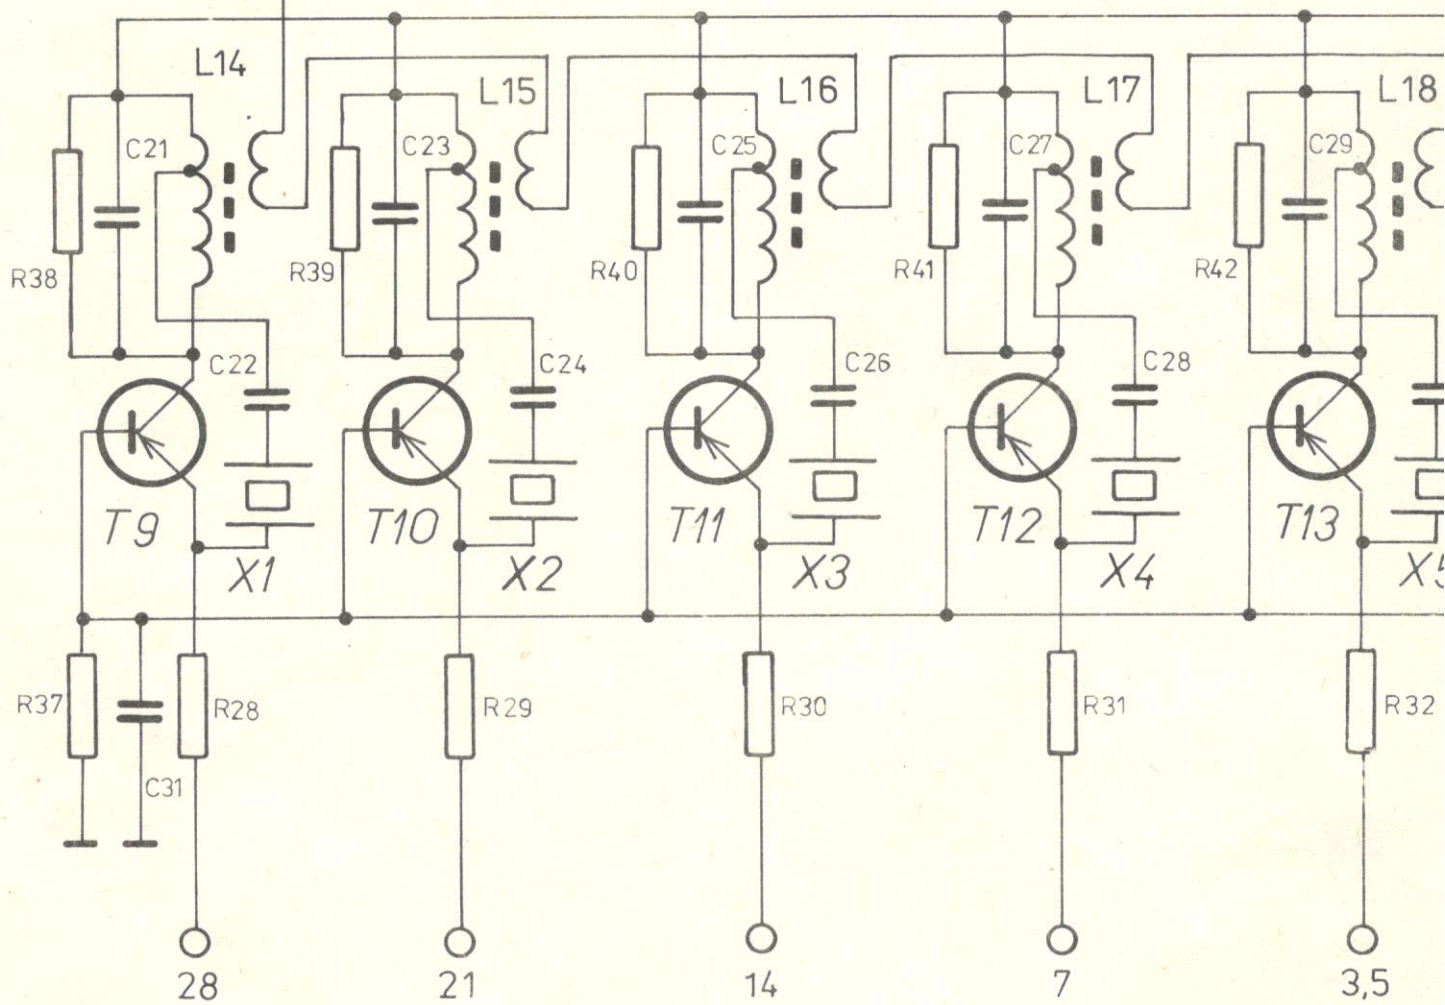 L14 L15 L16 L17 L18
C21 C23 C25 C27 C29
R38 R39 R40 R41 R42
C22 C24 C26 C28
T9 T10 T11 T12 T13
X1 X2 X3 X4 X5
R37 R28 R29 R30 R31 R32
C31
28 21 14 7 3,5